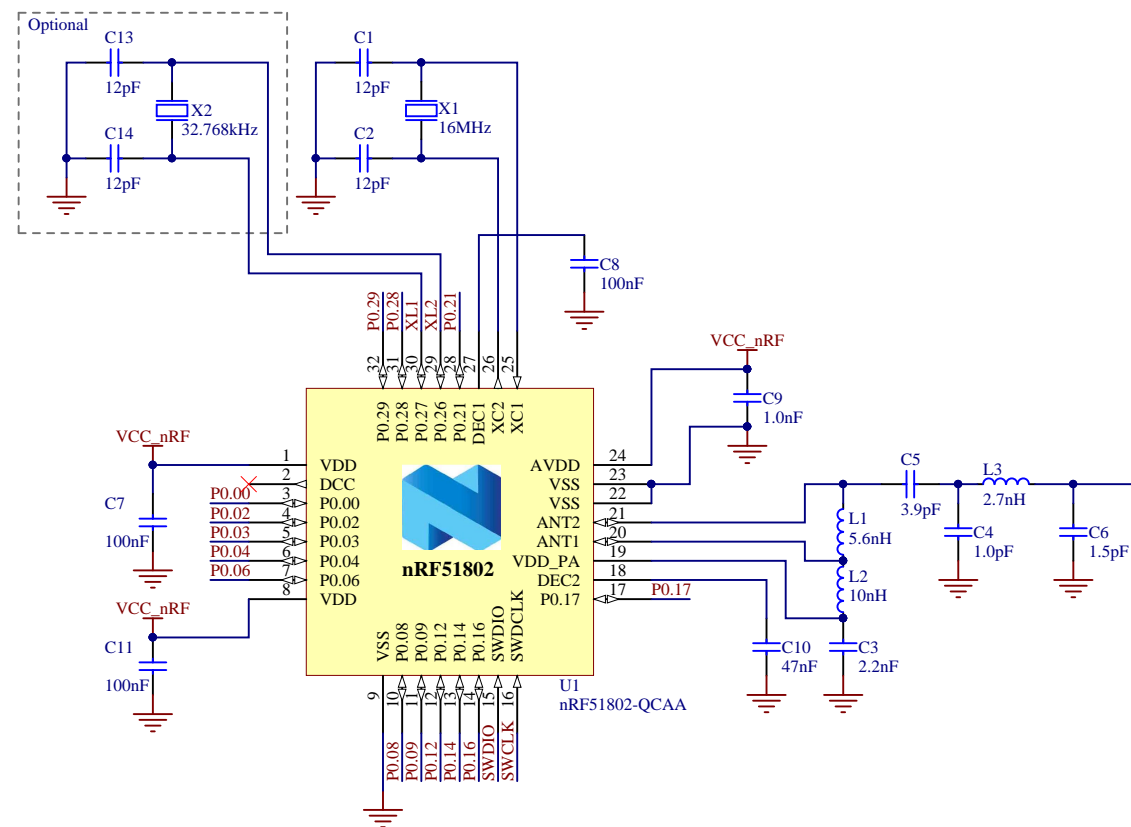 Optional
C13
12pF
X2
32.768kHz
C14
12pF
C1
12pF
X1
16MHz
C2
12pF
C8
100nF
P0.29
P0.28
XL1
XL2
P0.21
32
31
30
29
28
27
26
25
P0.29
P0.28
P0.27
P0.26
P0.21
DEC1
XC2
XC1
VCC_nRF
C9
1.0nF
VCC_nRF
C7
100nF
VCC_nRF
C11
100nF
P0.00
P0.02
P0.03
P0.04
P0.06
1
2
3
4
5
6
7
8
VDD
DCC
P0.00
P0.02
P0.03
P0.04
P0.06
VDD
nRF51802
AVDD
VSS
VSS
ANT2
ANT1
VDD_PA
DEC2
P0.17
24
23
22
21
20
19
18
17
P0.17
C5
3.9pF
L3
2.7nH
L1
5.6nH
C4
1.0pF
C6
1.5pF
L2
10nH
C10
47nF
C3
2.2nF
VSS
P0.08
P0.09
P0.12
P0.14
P0.16
SWDIO
SWDCLK
9
10
11
12
13
14
15
16
P0.08
P0.09
P0.12
P0.14
P0.16
SWDIO
SWCLK
U1
nRF51802-QCAA